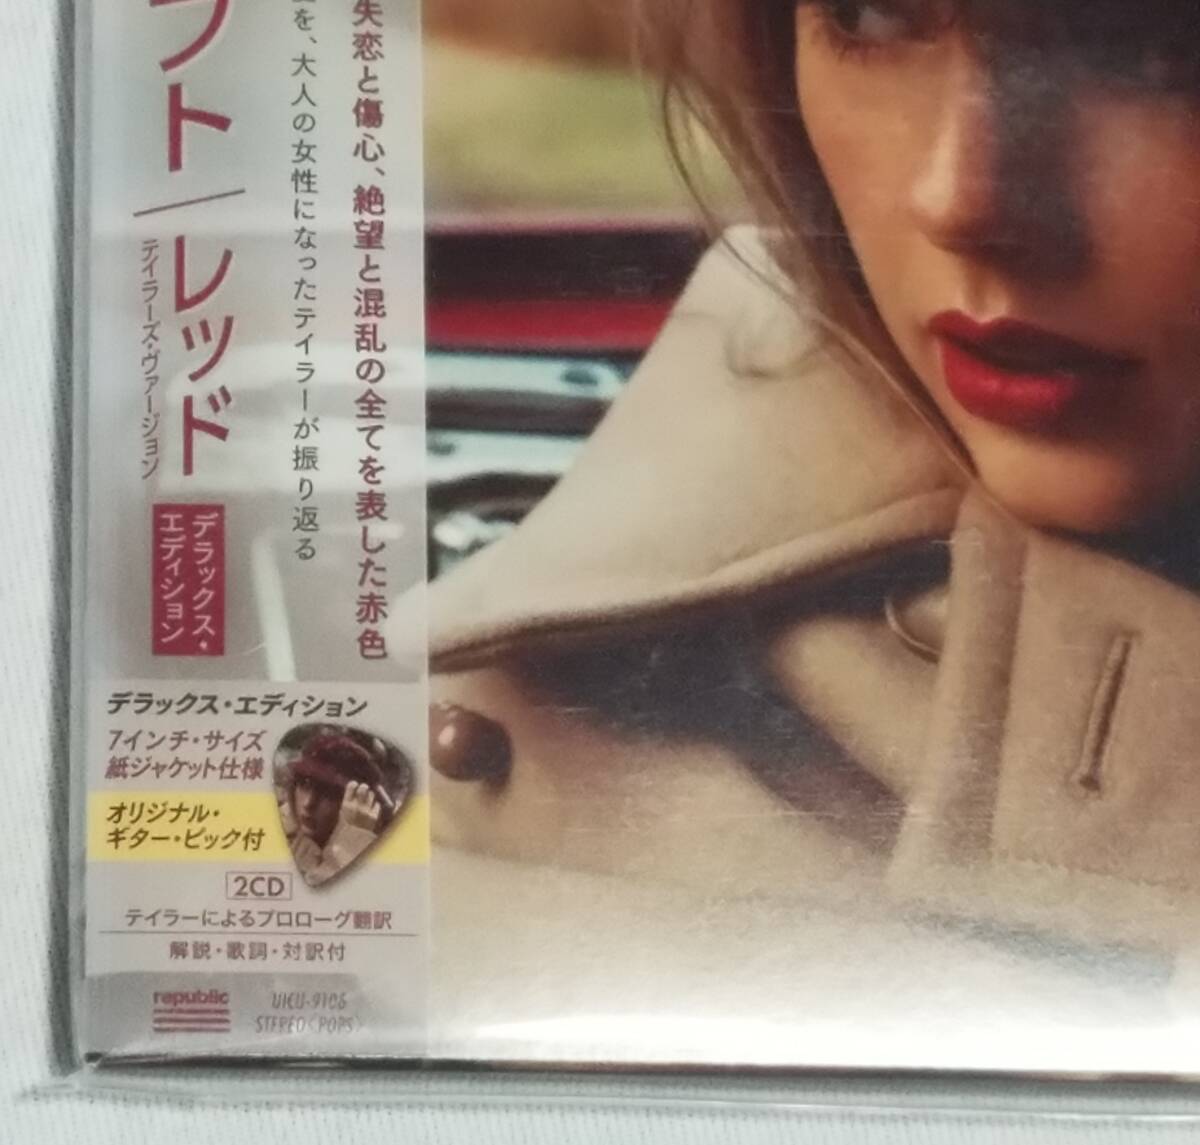 失恋と傷心、絶望と混乱の全てを表した赤色
を、大人の女性になったテイラーが振り返る
フト／レッド
テイラーズ・ヴァージョン
デラックス・
エディション
デラックス・エディション
7インチ・サイズ
紙ジャケット仕様
オリジナル・
ギター・ピック付
2CD
テイラーによるプロローグ翻訳
解説・歌詞・対訳付
republic
UICU-9106
STEREO〈POPS〉